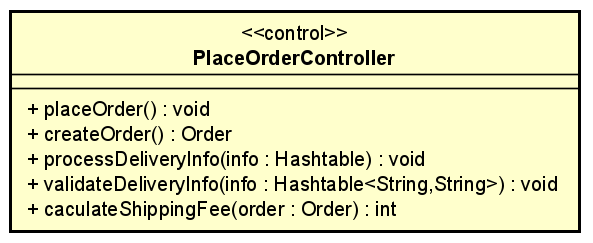 <<control>>
PlaceOrderController
+ placeOrder() : void
+ createOrder() : Order
+ processDeliveryInfo(info : Hashtable) : void
+ validateDeliveryInfo(info : Hashtable<String,String>) : void
+ caculateShippingFee(order : Order) : int